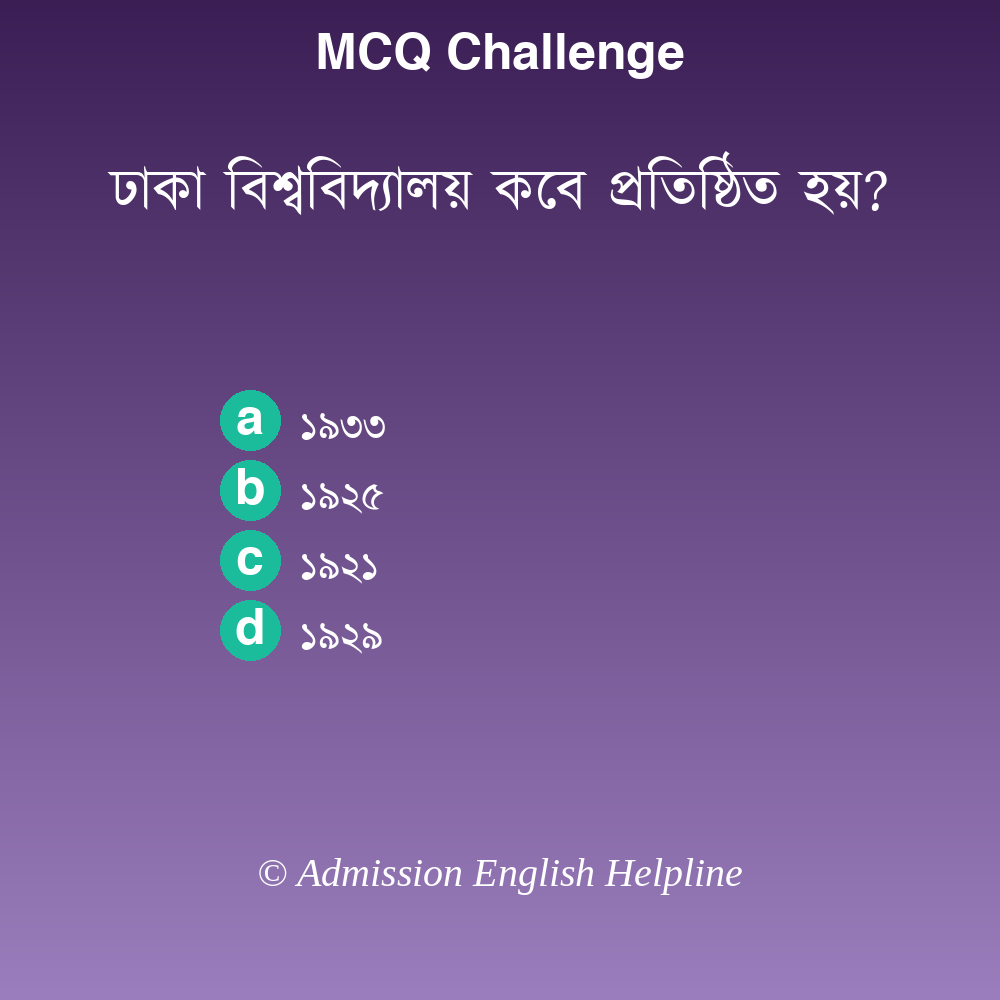 MCQ Challenge
ঢাকা বিশ্ববিদ্যালয় কবে প্রতিষ্ঠিত হয়?
a ১৯৩৩
b ১৯২৫
c ১৯২১
d ১৯২৯
© Admission English Helpline